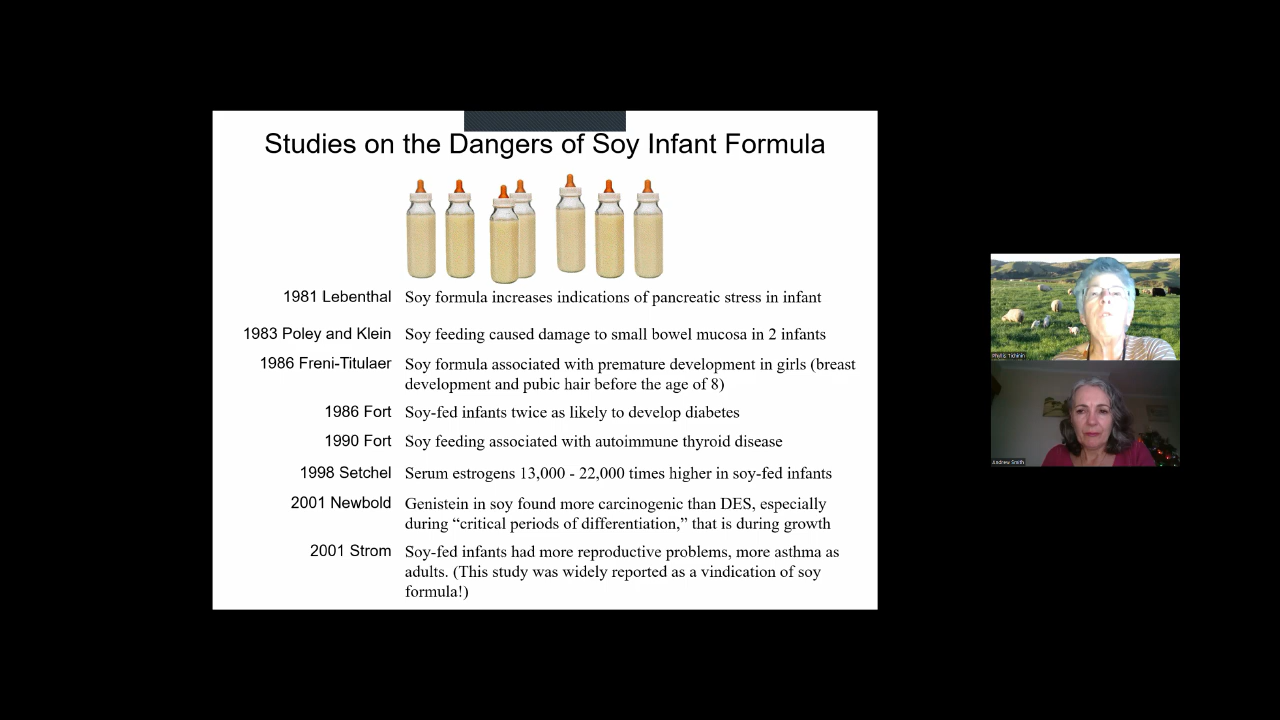 Studies on the Dangers of Soy Infant Formula
1981 Lebenthal Soy formula increases indications of pancreatic stress in infant
1983 Poley and Klein Soy feeding caused damage to small bowel mucosa in 2 infants
1986 Freni-Titulaer Soy formula associated with premature development in girls (breast
development and pubic hair before the age of 8)
1986 Fort Soy-fed infants twice as likely to develop diabetes
1990 Fort Soy feeding associated with autoimmune thyroid disease
1998 Setchel Serum estrogens 13,000 - 22,000 times higher in soy-fed infants
2001 Newbold Genistein in soy found more carcinogenic than DES, especially
during “critical periods of differentiation,” that is during growth
2001 Strom Soy-fed infants had more reproductive problems, more asthma as
adults. (This study was widely reported as a vindication of soy
formula!)
Phyllis Tichinin
Andrew Smith